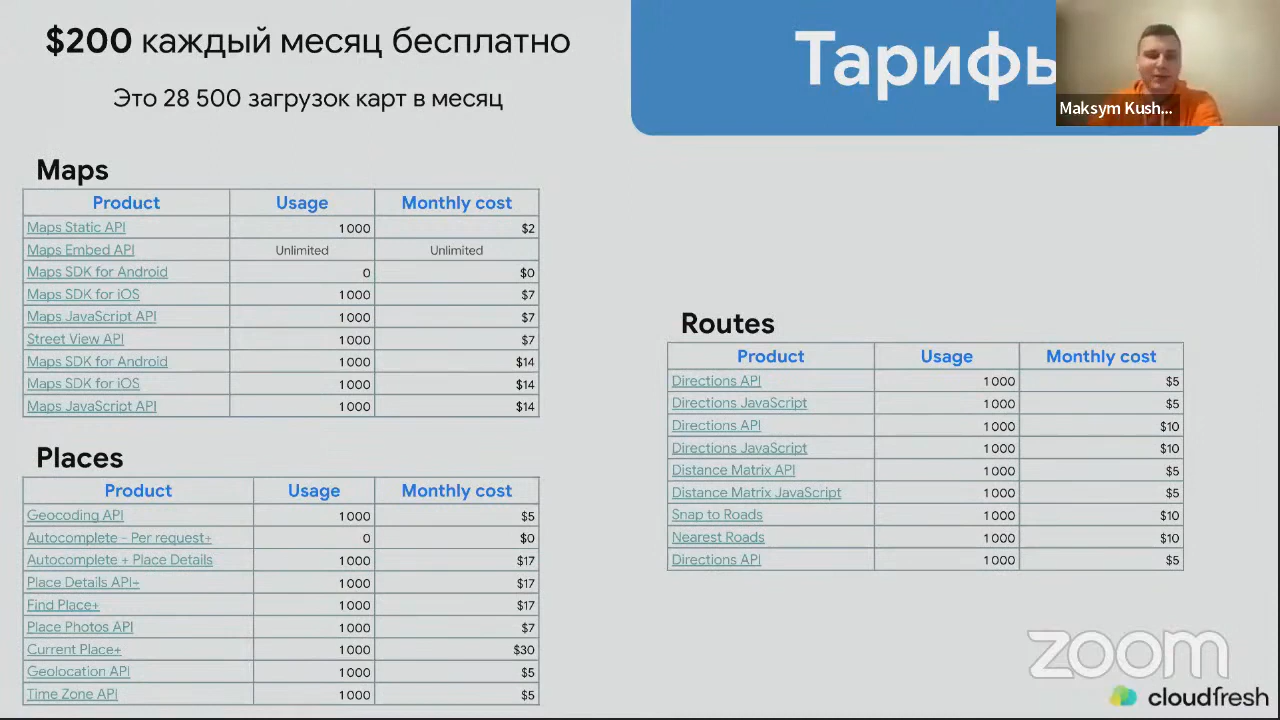 $200 каждый месяц бесплатно
Это 28 500 загрузок карт в месяц
Тарифы
Maksym Kush...
Maps
Product Usage Monthly cost
Maps Static API 1 000 $2
Maps Embed API Unlimited Unlimited
Maps SDK for Android 0 $0
Maps SDK for iOS 1 000 $7
Maps JavaScript API 1 000 $7
Street View API 1 000 $7
Maps SDK for Android 1 000 $14
Maps SDK for iOS 1 000 $14
Maps JavaScript API 1 000 $14
Places
Product Usage Monthly cost
Geocoding API 1 000 $5
Autocomplete - Per request+ 0 $0
Autocomplete + Place Details 1 000 $17
Place Details API+ 1 000 $17
Find Place+ 1 000 $17
Place Photos API 1 000 $7
Current Place+ 1 000 $30
Geolocation API 1 000 $5
Time Zone API 1 000 $5
Routes
Product Usage Monthly cost
Directions API 1 000 $5
Directions JavaScript 1 000 $5
Directions API 1 000 $10
Directions JavaScript 1 000 $10
Distance Matrix API 1 000 $5
Distance Matrix JavaScript 1 000 $5
Snap to Roads 1 000 $10
Nearest Roads 1 000 $10
Directions API 1 000 $5
zoom
cloudfresh